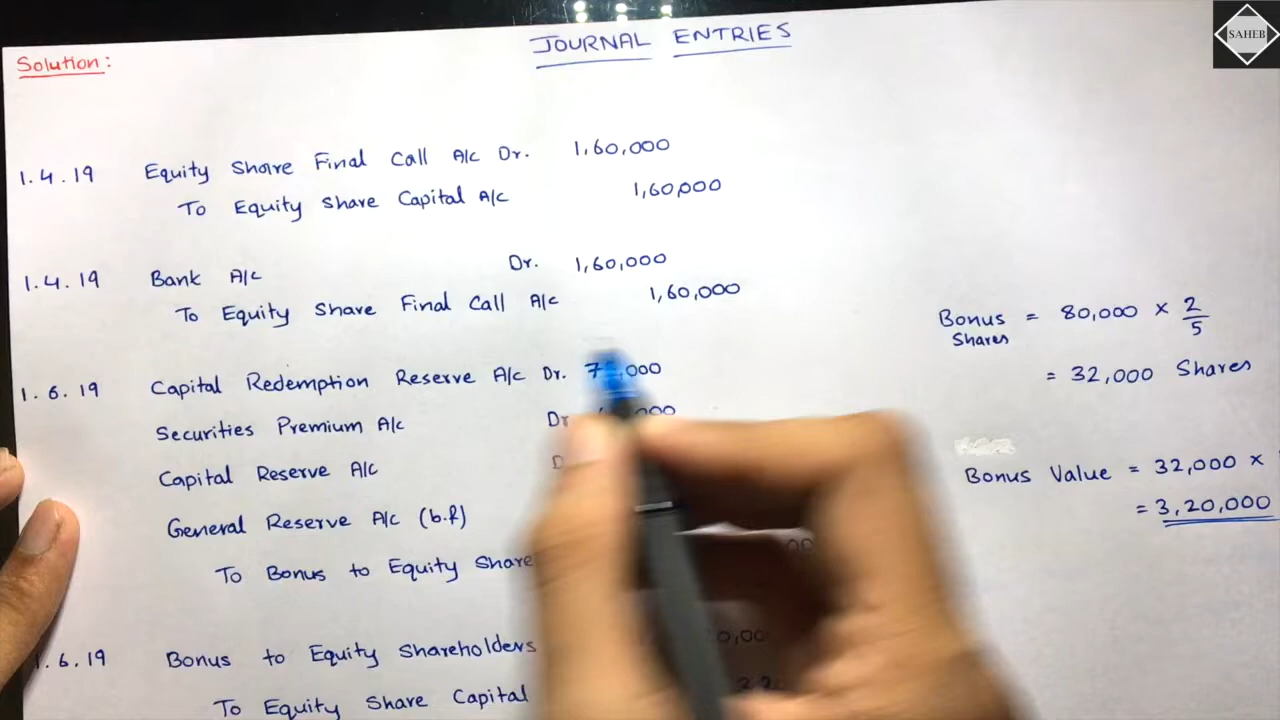 SAHEB
JOURNAL ENTRIES
Solution:
1.4.19 Equity Share Final Call A/c Dr. 1,60,000
To Equity Share Capital A/c 1,60,000
1.4.19 Bank A/c Dr. 1,60,000
To Equity Share Final Call A/c 1,60,000
Bonus Shares = 80,000 × 2/5
= 32,000 Shares
1.6.19 Capital Redemption Reserve A/c Dr.
Securities Premium A/c Dr
Capital Reserve A/c
General Reserve A/c (b.f)
To Bonus to Equity Share
Bonus Value = 32,000 ×
= 3,20,000
1.6.19 Bonus to Equity Shareholders
To Equity Share Capital